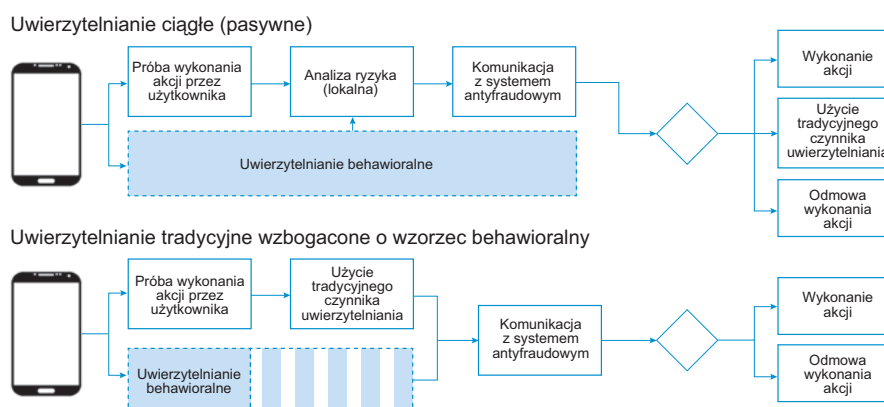 Uwierzytelnianie ciągłe (pasywne)
Próba wykonania
akcji przez
użytkownika
Analiza ryzyka
(lokalna)
Komunikacja
z systemem
antyfraudowym
Uwierzytelnianie behawioralne
Wykonanie
akcji
Użycie
tradycyjnego
czynnika
uwierzytelniania
Odmowa
wykonania
akcji
Uwierzytelnianie tradycyjne wzbogacone o wzorzec behawioralny
Próba wykonania
akcji przez
użytkownika
Użycie
tradycyjnego
czynnika
uwierzytelniania
Uwierzytelnianie
behawioralne
Komunikacja
z systemem
antyfraudowym
Wykonanie
akcji
Odmowa
wykonania
akcji